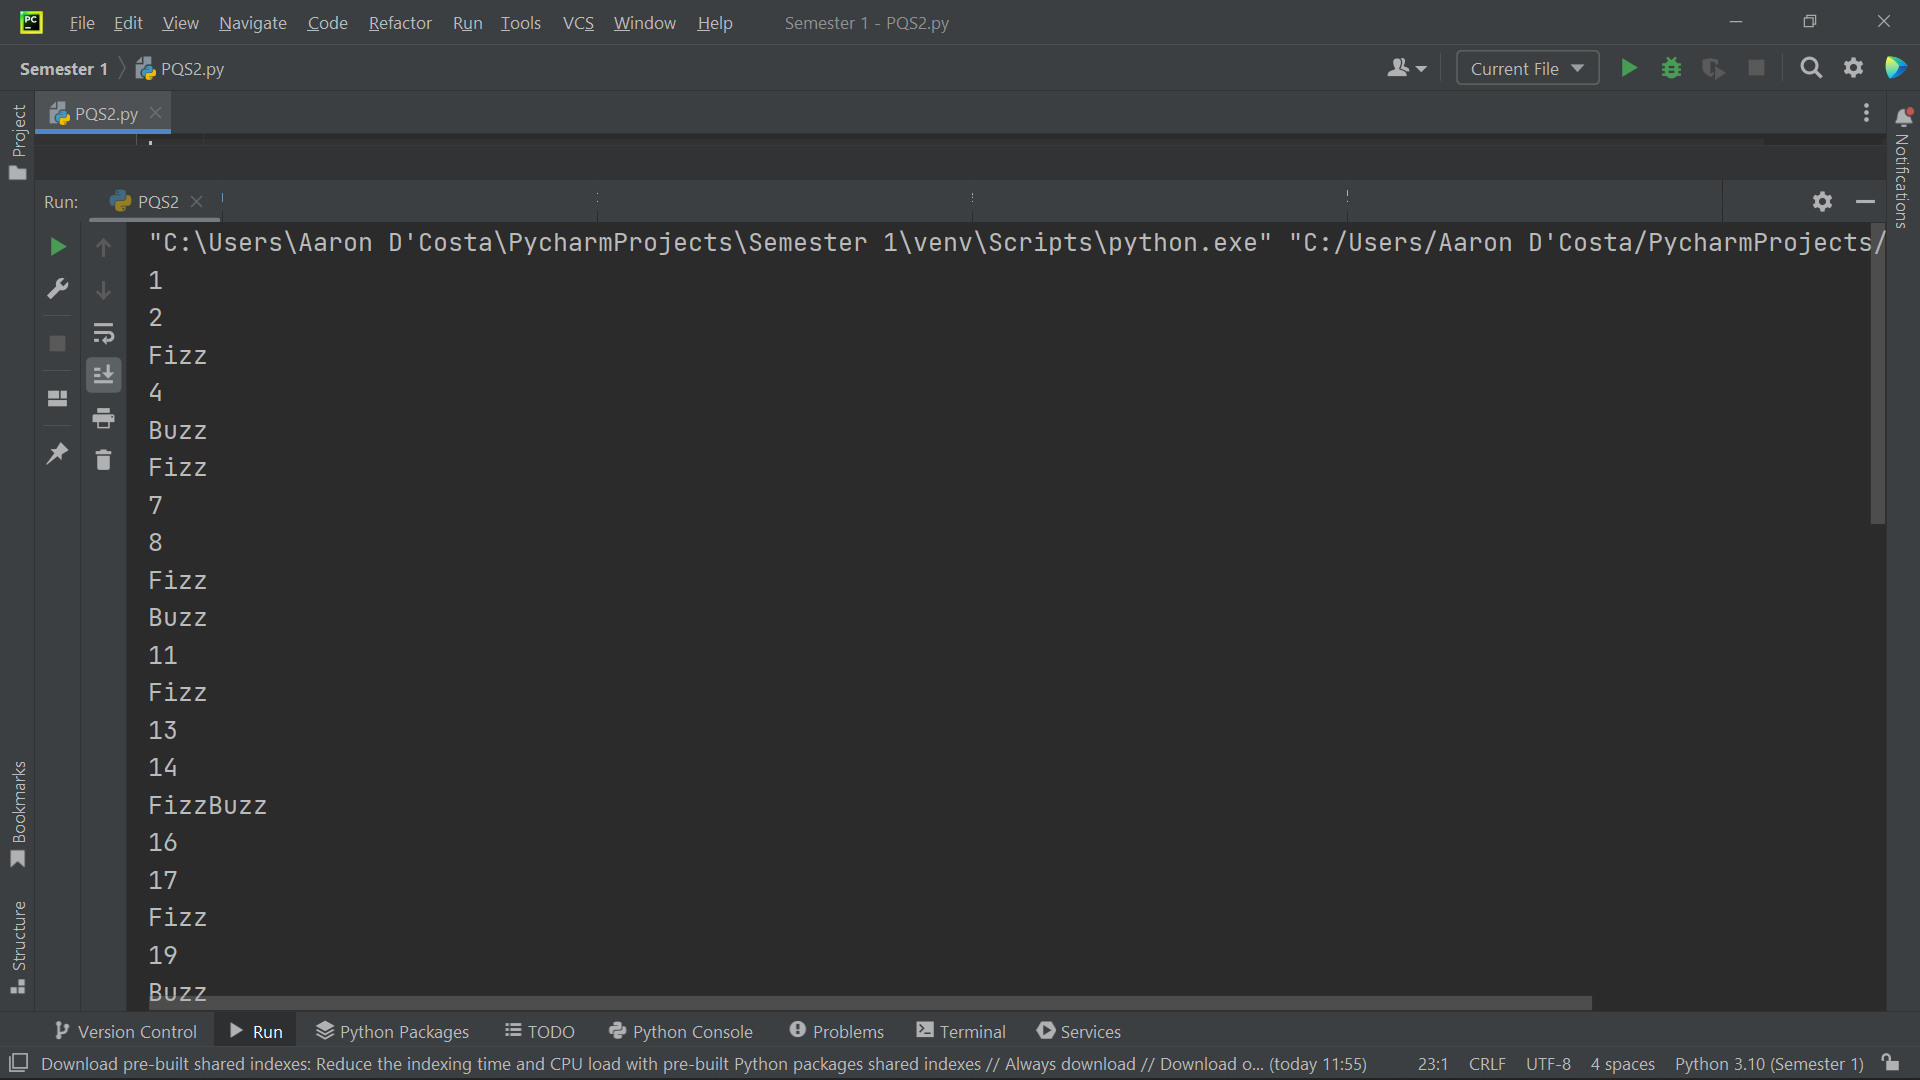 PC File Edit View Navigate Code Refactor Run Tools VCS Window Help Semester 1 - PQS2.py
Semester 1 PQS2.py Current File
PQS2.py
Project
Notifications
Run: PQS2
"C:\Users\Aaron D'Costa\PycharmProjects\Semester 1\venv\Scripts\python.exe" "C:/Users/Aaron D'Costa/PycharmProjects/
1
2
Fizz
4
Buzz
Fizz
7
8
Fizz
Buzz
11
Fizz
13
14
FizzBuzz
16
17
Fizz
19
Buzz
Bookmarks
Structure
Version Control Run Python Packages TODO Python Console Problems Terminal Services
Download pre-built shared indexes: Reduce the indexing time and CPU load with pre-built Python packages shared indexes // Always download // Download o... (today 11:55) 23:1 CRLF UTF-8 4 spaces Python 3.10 (Semester 1)